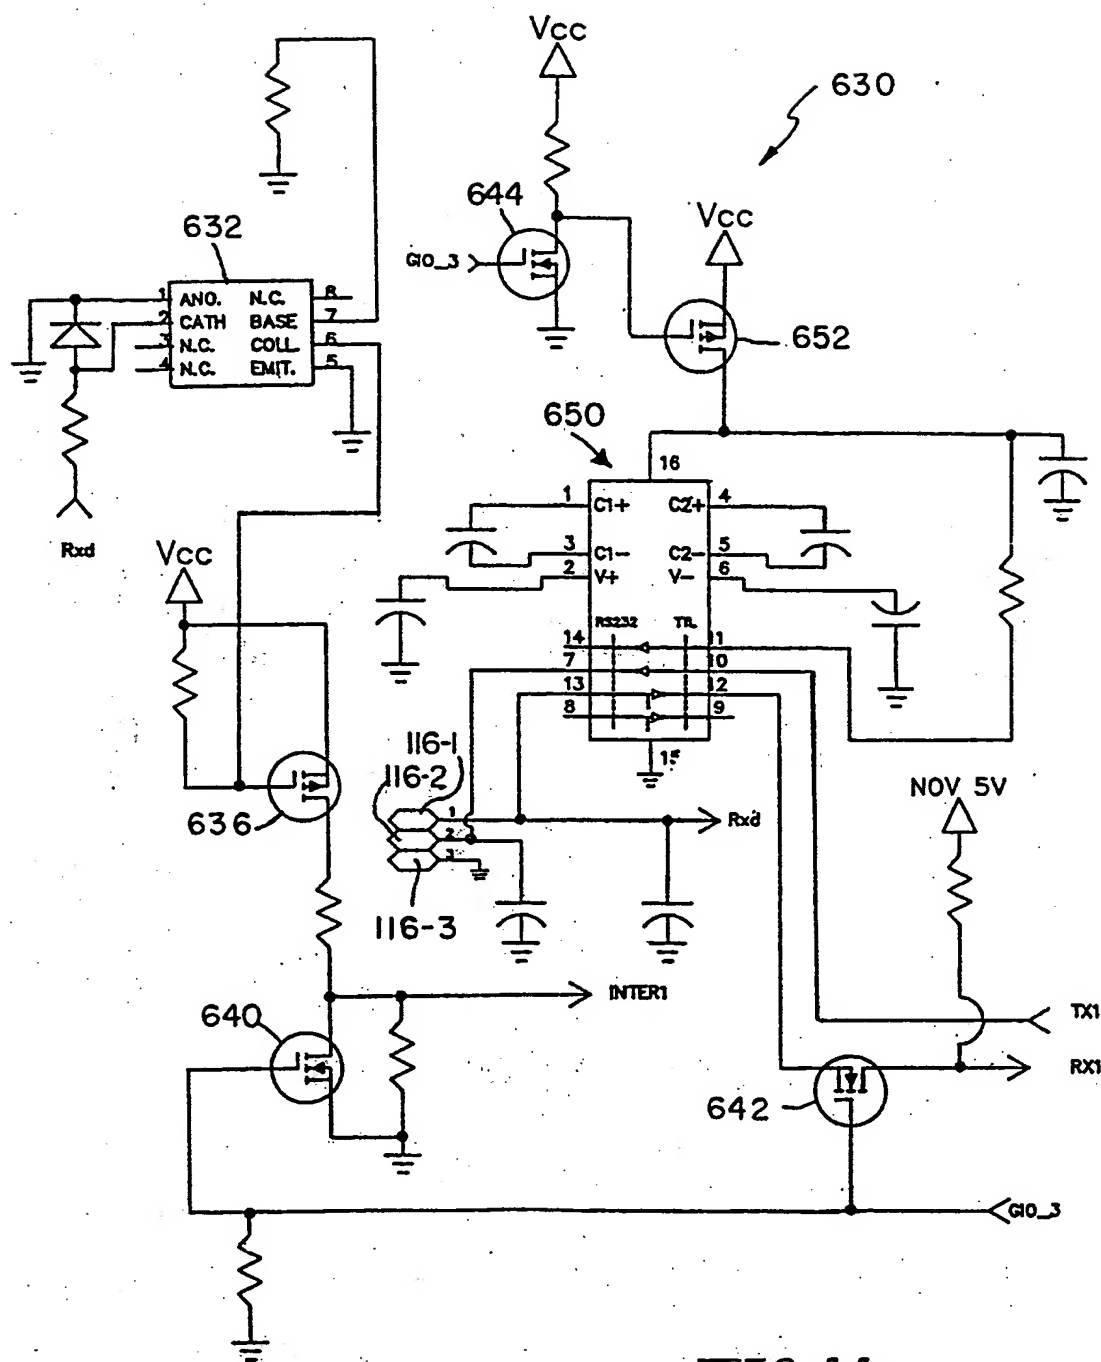 Vcc
630
644
Vcc
632
GIO_3
1 ANO. N.C. 8
2 CATH BASE 7
3 N.C. COLL. 6
4 N.C. EMIT. 5
652
650
16
1 C1+ C2+ 4
3 C1- C2- 5
2 V+ V- 6
Rxd
Vcc
RS232 TTL
14 11
7 10
13 12
8 9
15
116-1
116-2
NOV 5V
636
1
Rxd
2
3
116-3
INTER1
640
TX1
RX1
642
GIO_3